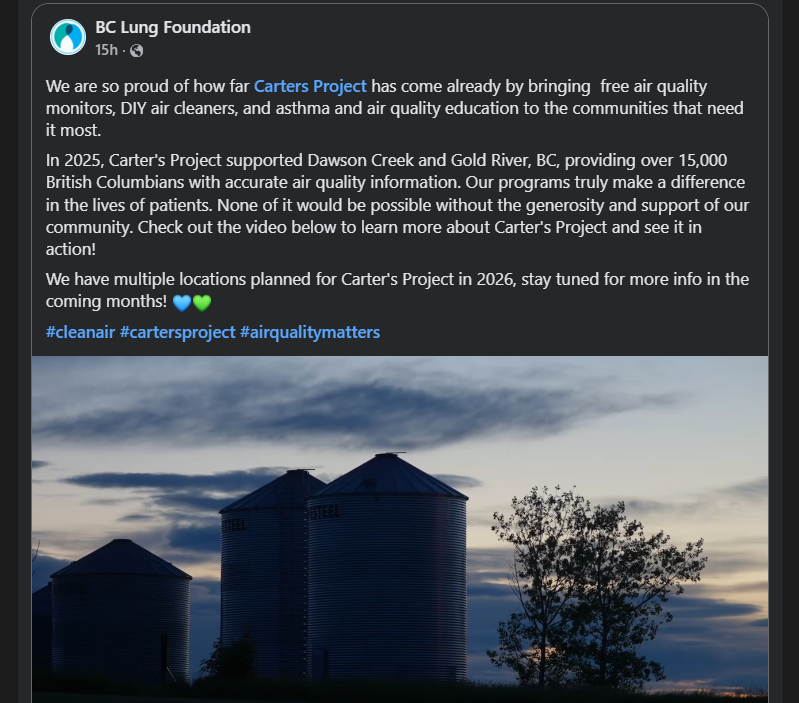 BC Lung Foundation
15h ·
We are so proud of how far Carters Project has come already by bringing  free air quality
monitors, DIY air cleaners, and asthma and air quality education to the communities that need
it most.
In 2025, Carter's Project supported Dawson Creek and Gold River, BC, providing over 15,000
British Columbians with accurate air quality information. Our programs truly make a difference
in the lives of patients. None of it would be possible without the generosity and support of our
community. Check out the video below to learn more about Carter's Project and see it in
action!
We have multiple locations planned for Carter's Project in 2026, stay tuned for more info in the
coming months! 🩵💚
#cleanair #cartersproject #airqualitymatters
STEEL
STEEL